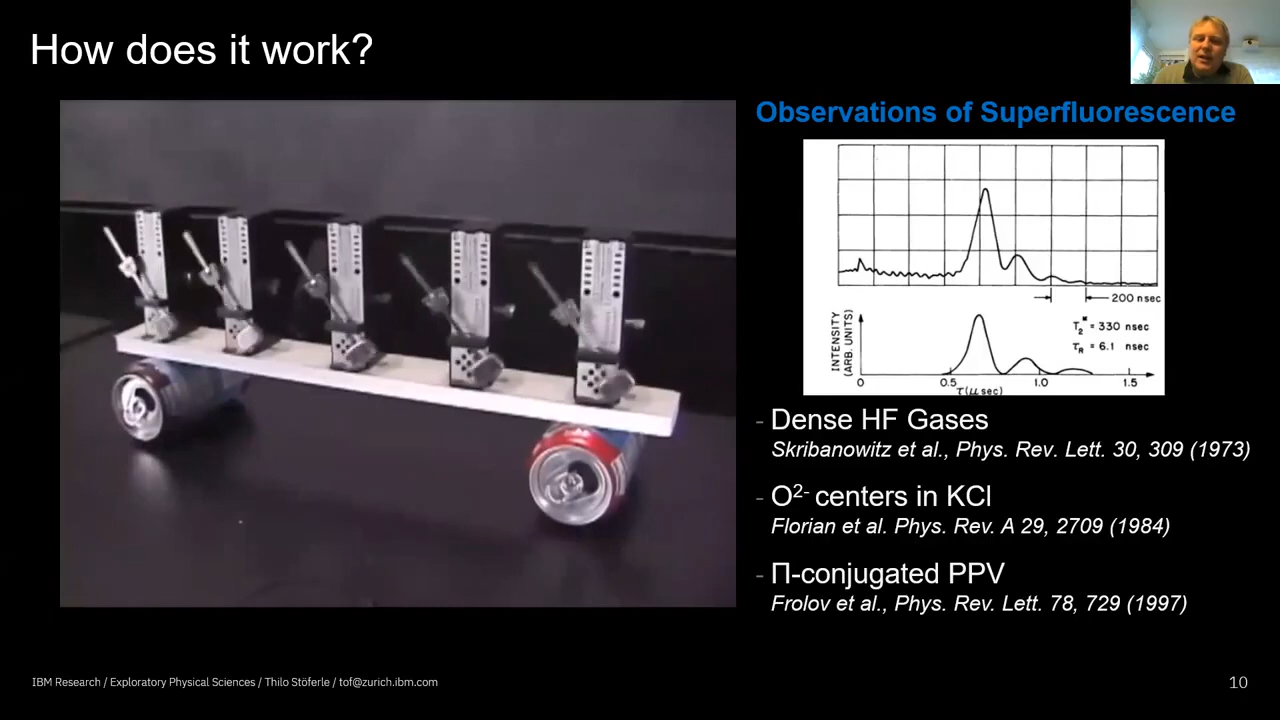 How does it work?
Observations of Superfluorescence
200 nsec
T₂* = 330 nsec
τR = 6.1 nsec
INTENSITY
(ARB. UNITS)
0 0.5 1.0 1.5
τ(μsec)
- Dense HF Gases
Skribanowitz et al., Phys. Rev. Lett. 30, 309 (1973)
- O²⁻ centers in KCl
Florian et al. Phys. Rev. A 29, 2709 (1984)
- Π-conjugated PPV
Frolov et al., Phys. Rev. Lett. 78, 729 (1997)
IBM Research / Exploratory Physical Sciences / Thilo Stöferle / tof@zurich.ibm.com
10